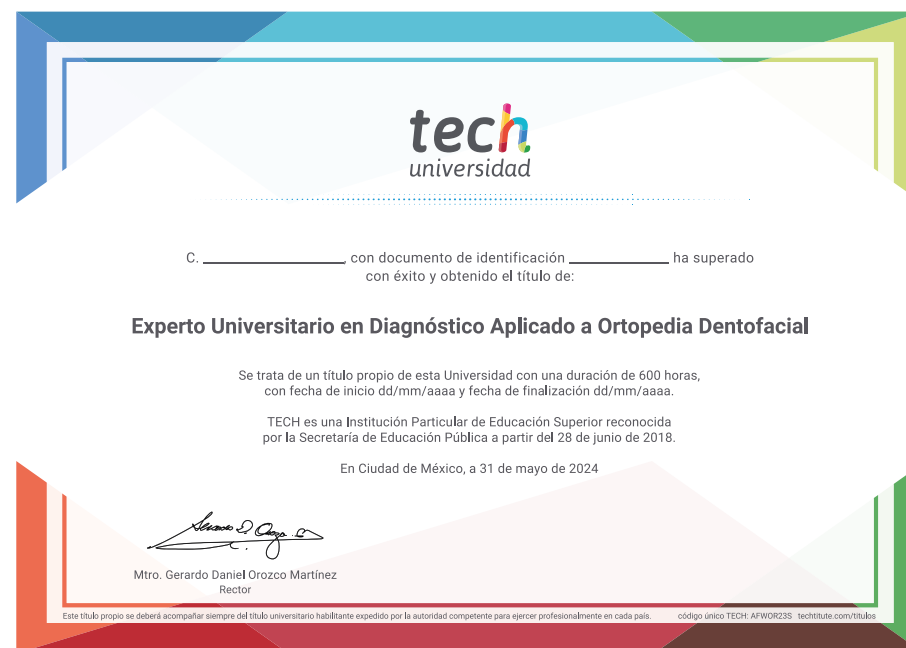 tech
universidad
C. ____________, con documento de identificación ____________ ha superado
con éxito y obtenido el título de:
Experto Universitario en Diagnóstico Aplicado a Ortopedia Dentofacial
Se trata de un título propio de esta Universidad con una duración de 600 horas,
con fecha de inicio dd/mm/aaaa y fecha de finalización dd/mm/aaaa.
TECH es una Institución Particular de Educación Superior reconocida
por la Secretaría de Educación Pública a partir del 28 de junio de 2018.
En Ciudad de México, a 31 de mayo de 2024
Mtro. Gerardo Daniel Orozco Martínez
Rector
Este título propio se deberá acompañar siempre del título universitario habilitante expedido por la autoridad competente para ejercer profesionalmente en cada país. código único TECH: AFWOR23S techtitute.com/titulos